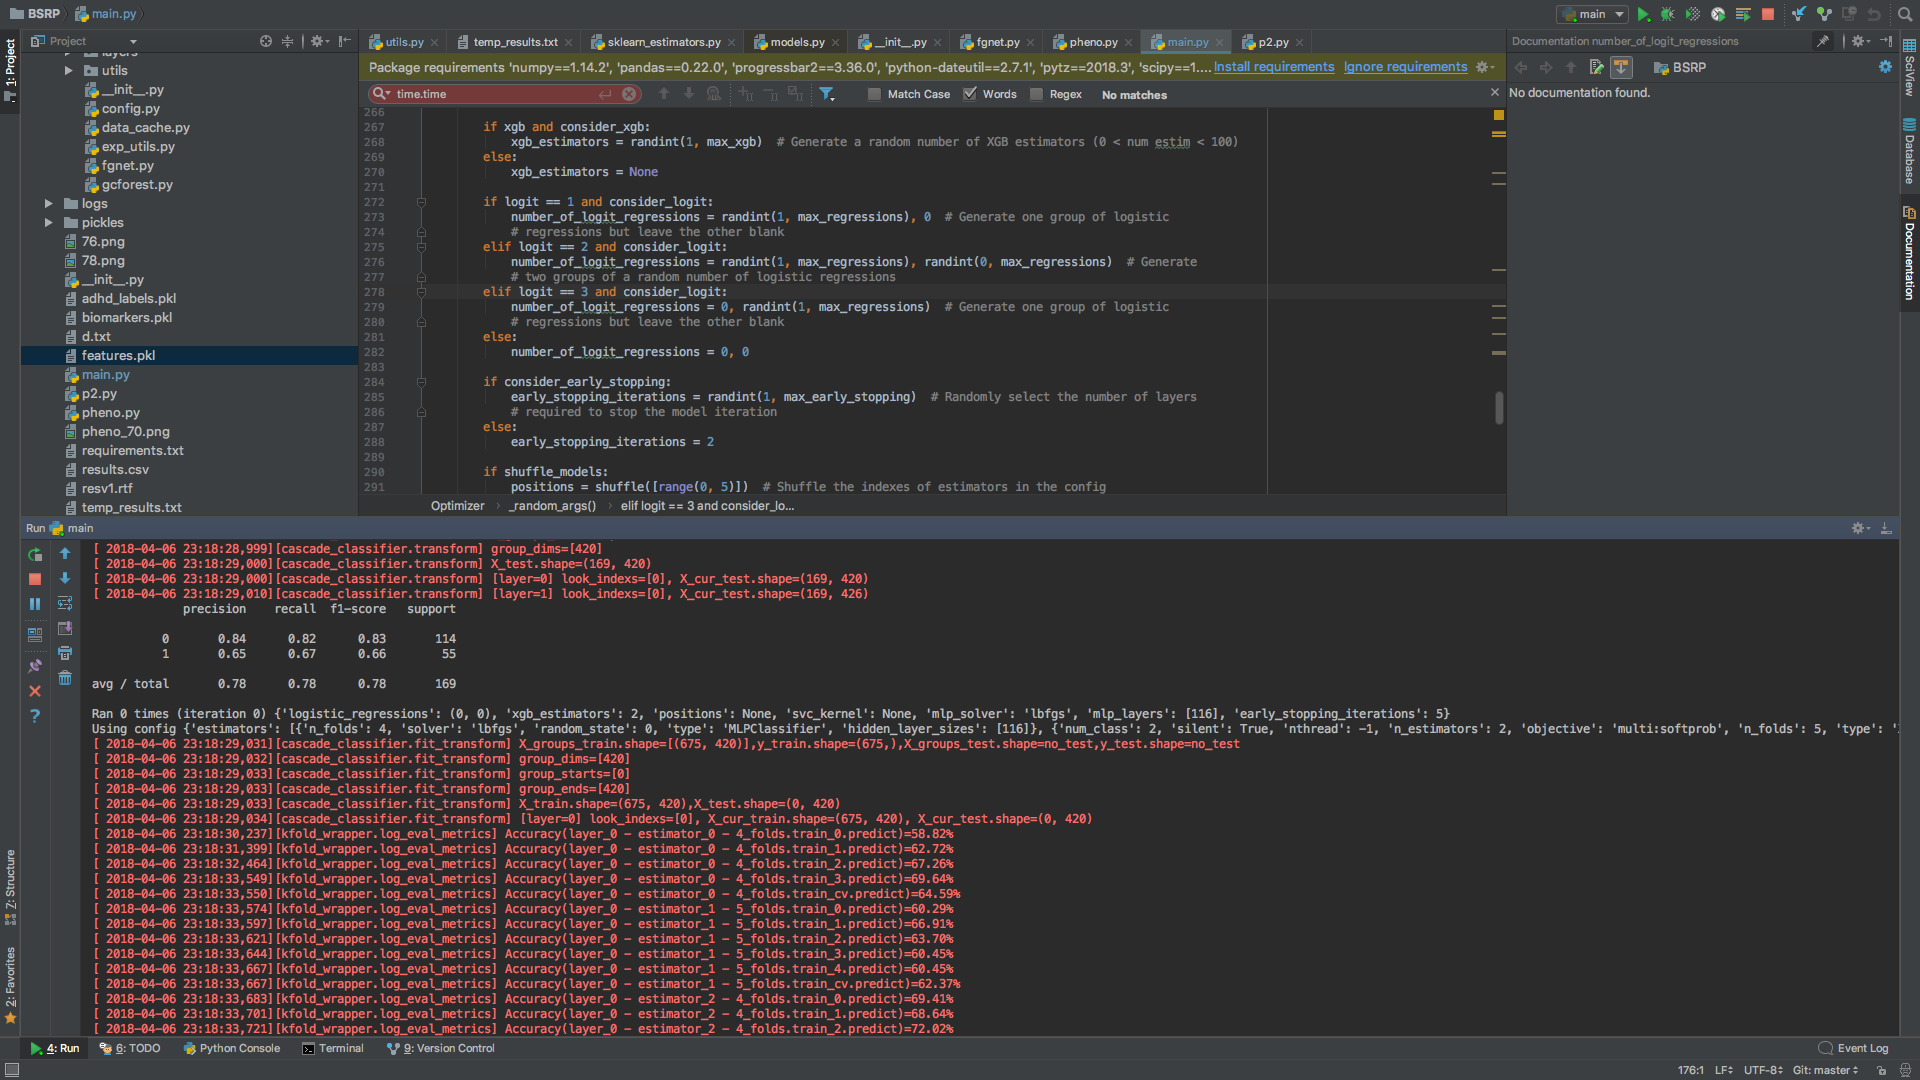 BSRP main.py
main
1: Project
Project
layers
utils
__init__.py
config.py
data_cache.py
exp_utils.py
fgnet.py
gcforest.py
logs
pickles
76.png
78.png
__init__.py
adhd_labels.pkl
biomarkers.pkl
d.txt
features.pkl
main.py
p2.py
pheno.py
pheno_70.png
requirements.txt
results.csv
resv1.rtf
temp_results.txt
utils.py temp_results.txt sklearn_estimators.py models.py __init__.py fgnet.py pheno.py main.py p2.py
Package requirements 'numpy==1.14.2', 'pandas==0.22.0', 'progressbar2==3.36.0', 'python-dateutil==2.7.1', 'pytz==2018.3', 'scipy==1.... Install requirements Ignore requirements
time.time Match Case Words Regex No matches
266
267 if xgb and consider_xgb:
268 xgb_estimators = randint(1, max_xgb) # Generate a random number of XGB estimators (0 < num estim < 100)
269 else:
270 xgb_estimators = None
271
272 if logit == 1 and consider_logit:
273 number_of_logit_regressions = randint(1, max_regressions), 0 # Generate one group of logistic
274 # regressions but leave the other blank
275 elif logit == 2 and consider_logit:
276 number_of_logit_regressions = randint(1, max_regressions), randint(0, max_regressions) # Generate
277 # two groups of a random number of logistic regressions
278 elif logit == 3 and consider_logit:
279 number_of_logit_regressions = 0, randint(1, max_regressions) # Generate one group of logistic
280 # regressions but leave the other blank
281 else:
282 number_of_logit_regressions = 0, 0
283
284 if consider_early_stopping:
285 early_stopping_iterations = randint(1, max_early_stopping) # Randomly select the number of layers
286 # required to stop the model iteration
287 else:
288 early_stopping_iterations = 2
289
290 if shuffle_models:
291 positions = shuffle([range(0, 5)]) # Shuffle the indexes of estimators in the config
Optimizer _random_args() elif logit == 3 and consider_lo...
Documentation number_of_logit_regressions
BSRP
No documentation found.
SciView
Database
Documentation
Run main
[ 2018-04-06 23:18:28,999][cascade_classifier.transform] group_dims=[420]
[ 2018-04-06 23:18:29,000][cascade_classifier.transform] X_test.shape=(169, 420)
[ 2018-04-06 23:18:29,000][cascade_classifier.transform] [layer=0] look_indexs=[0], X_cur_test.shape=(169, 420)
[ 2018-04-06 23:18:29,010][cascade_classifier.transform] [layer=1] look_indexs=[0], X_cur_test.shape=(169, 426)
precision recall f1-score support
0 0.84 0.82 0.83 114
1 0.65 0.67 0.66 55
avg / total 0.78 0.78 0.78 169
Ran 0 times (iteration 0) {'logistic_regressions': (0, 0), 'xgb_estimators': 2, 'positions': None, 'svc_kernel': None, 'mlp_solver': 'lbfgs', 'mlp_layers': [116], 'early_stopping_iterations': 5}
Using config {'estimators': [{'n_folds': 4, 'solver': 'lbfgs', 'random_state': 0, 'type': 'MLPClassifier', 'hidden_layer_sizes': [116]}, {'num_class': 2, 'silent': True, 'nthread': -1, 'n_estimators': 2, 'objective': 'multi:softprob', 'n_folds': 5, 'type': '
[ 2018-04-06 23:18:29,031][cascade_classifier.fit_transform] X_groups_train.shape=[(675, 420)],y_train.shape=(675,),X_groups_test.shape=no_test,y_test.shape=no_test
[ 2018-04-06 23:18:29,032][cascade_classifier.fit_transform] group_dims=[420]
[ 2018-04-06 23:18:29,033][cascade_classifier.fit_transform] group_starts=[0]
[ 2018-04-06 23:18:29,033][cascade_classifier.fit_transform] group_ends=[420]
[ 2018-04-06 23:18:29,033][cascade_classifier.fit_transform] X_train.shape=(675, 420),X_test.shape=(0, 420)
[ 2018-04-06 23:18:29,034][cascade_classifier.fit_transform] [layer=0] look_indexs=[0], X_cur_train.shape=(675, 420), X_cur_test.shape=(0, 420)
[ 2018-04-06 23:18:30,237][kfold_wrapper.log_eval_metrics] Accuracy(layer_0 - estimator_0 - 4_folds.train_0.predict)=58.82%
[ 2018-04-06 23:18:31,399][kfold_wrapper.log_eval_metrics] Accuracy(layer_0 - estimator_0 - 4_folds.train_1.predict)=62.72%
[ 2018-04-06 23:18:32,464][kfold_wrapper.log_eval_metrics] Accuracy(layer_0 - estimator_0 - 4_folds.train_2.predict)=67.26%
[ 2018-04-06 23:18:33,549][kfold_wrapper.log_eval_metrics] Accuracy(layer_0 - estimator_0 - 4_folds.train_3.predict)=69.64%
[ 2018-04-06 23:18:33,550][kfold_wrapper.log_eval_metrics] Accuracy(layer_0 - estimator_0 - 4_folds.train_cv.predict)=64.59%
[ 2018-04-06 23:18:33,574][kfold_wrapper.log_eval_metrics] Accuracy(layer_0 - estimator_1 - 5_folds.train_0.predict)=60.29%
[ 2018-04-06 23:18:33,597][kfold_wrapper.log_eval_metrics] Accuracy(layer_0 - estimator_1 - 5_folds.train_1.predict)=66.91%
[ 2018-04-06 23:18:33,621][kfold_wrapper.log_eval_metrics] Accuracy(layer_0 - estimator_1 - 5_folds.train_2.predict)=63.70%
[ 2018-04-06 23:18:33,644][kfold_wrapper.log_eval_metrics] Accuracy(layer_0 - estimator_1 - 5_folds.train_3.predict)=60.45%
[ 2018-04-06 23:18:33,667][kfold_wrapper.log_eval_metrics] Accuracy(layer_0 - estimator_1 - 5_folds.train_4.predict)=60.45%
[ 2018-04-06 23:18:33,667][kfold_wrapper.log_eval_metrics] Accuracy(layer_0 - estimator_1 - 5_folds.train_cv.predict)=62.37%
[ 2018-04-06 23:18:33,683][kfold_wrapper.log_eval_metrics] Accuracy(layer_0 - estimator_2 - 4_folds.train_0.predict)=69.41%
[ 2018-04-06 23:18:33,701][kfold_wrapper.log_eval_metrics] Accuracy(layer_0 - estimator_2 - 4_folds.train_1.predict)=68.64%
[ 2018-04-06 23:18:33,721][kfold_wrapper.log_eval_metrics] Accuracy(layer_0 - estimator_2 - 4_folds.train_2.predict)=72.02%
7: Structure
2: Favorites
4: Run 6: TODO Python Console Terminal 9: Version Control Event Log
176:1 LF UTF-8 Git: master